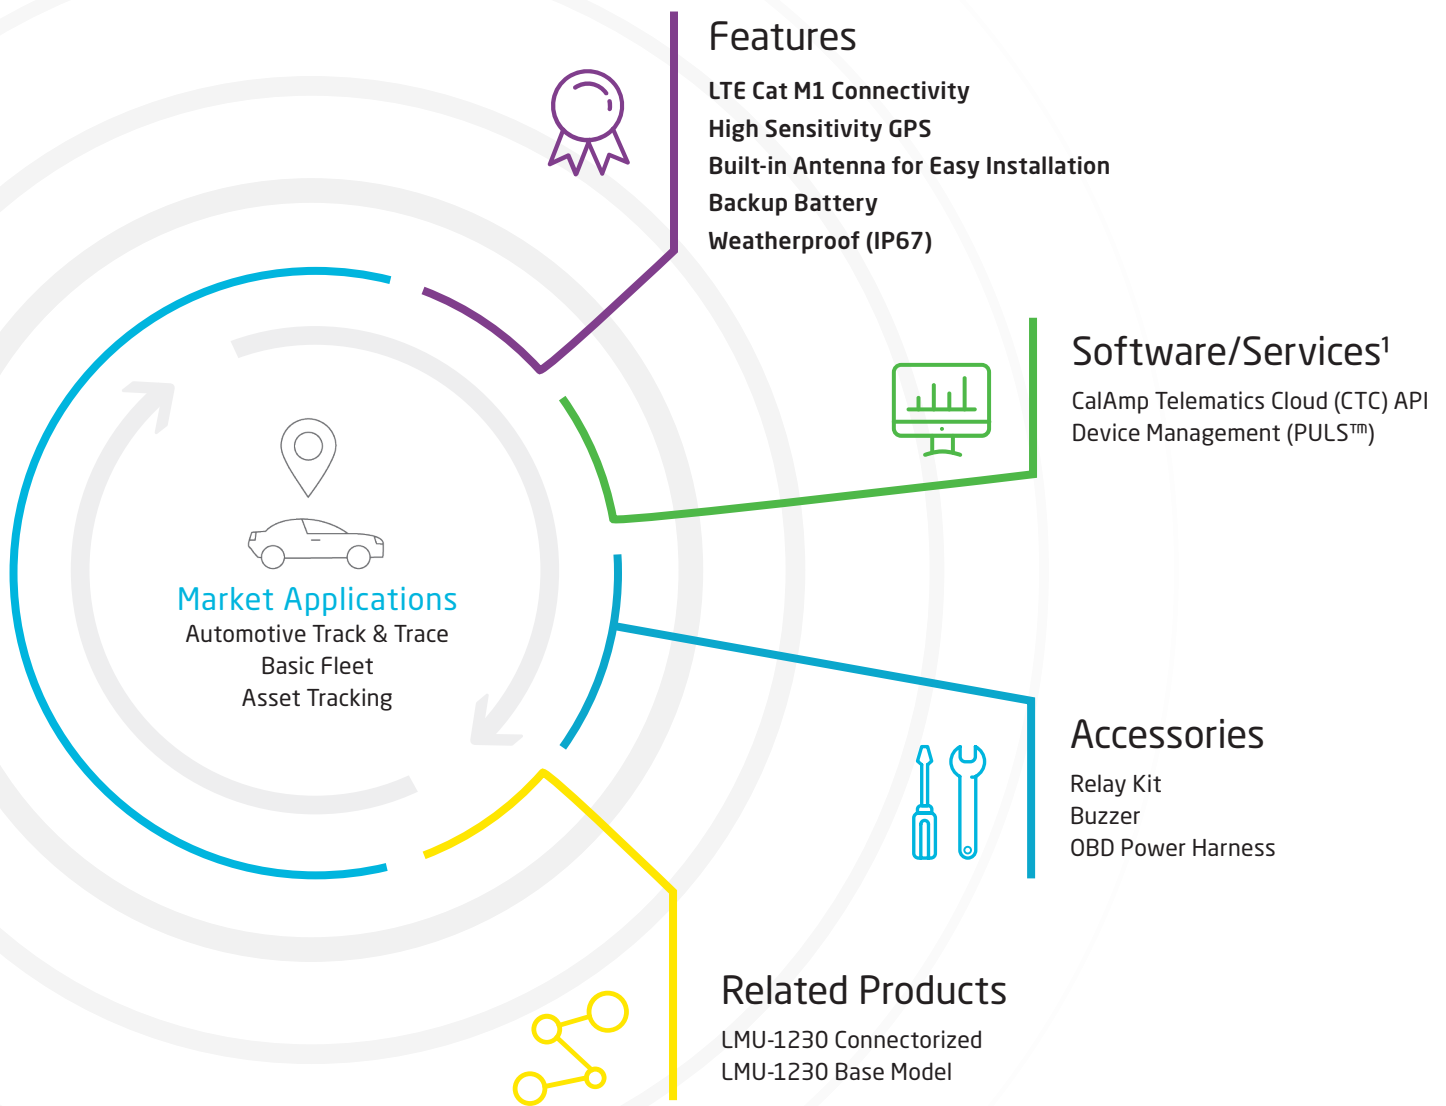 Features
LTE Cat M1 Connectivity
High Sensitivity GPS
Built-in Antenna for Easy Installation
Backup Battery
Weatherproof (IP67)
Software/Services¹
CalAmp Telematics Cloud (CTC) API
Device Management (PULS™)
Market Applications
Automotive Track & Trace
Basic Fleet
Asset Tracking
Accessories
Relay Kit
Buzzer
OBD Power Harness
Related Products
LMU-1230 Connectorized
LMU-1230 Base Model